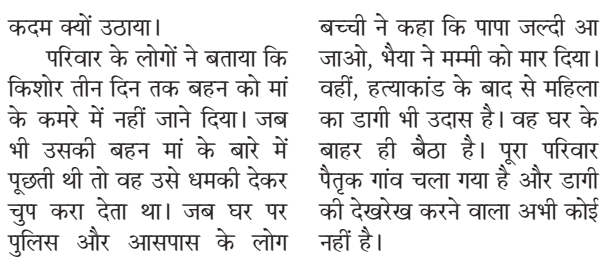 कदम क्यों उठाया।
परिवार के लोगों ने बताया कि
किशोर तीन दिन तक बहन को मां
के कमरे में नहीं जाने दिया। जब
भी उसकी बहन मां के बारे में
पूछती थी तो वह उसे धमकी देकर
चुप करा देता था। जब घर पर
पुलिस और आसपास के लोग
बच्ची ने कहा कि पापा जल्दी आ
जाओ, भैया ने मम्मी को मार दिया।
वहीं, हत्याकांड के बाद से महिला
का डागी भी उदास है। वह घर के
बाहर ही बैठा है। पूरा परिवार
पैतृक गांव चला गया है और डागी
की देखरेख करने वाला अभी कोई
नहीं है।